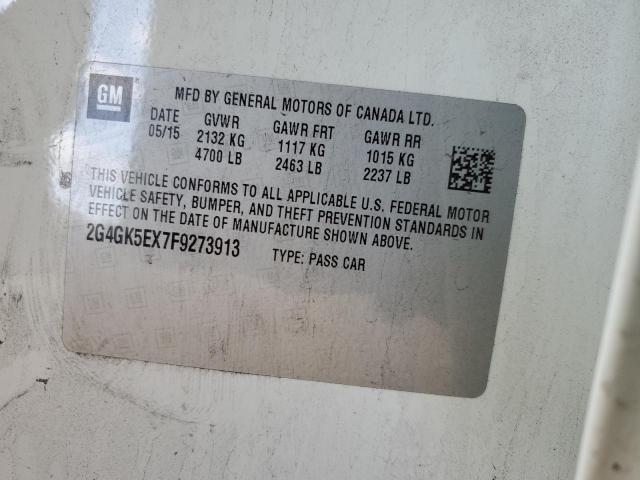 GM
MFD BY GENERAL MOTORS OF CANADA LTD.
DATE GVWR GAWR FRT GAWR RR
05/15 2132 KG 1117 KG 1015 KG
4700 LB 2463 LB 2237 LB
THIS VEHICLE CONFORMS TO ALL APPLICABLE U.S. FEDERAL MOTOR
VEHICLE SAFETY, BUMPER, AND THEFT PREVENTION STANDARDS IN
EFFECT ON THE DATE OF MANUFACTURE SHOWN ABOVE.
2G4GK5EX7F9273913 TYPE: PASS CAR